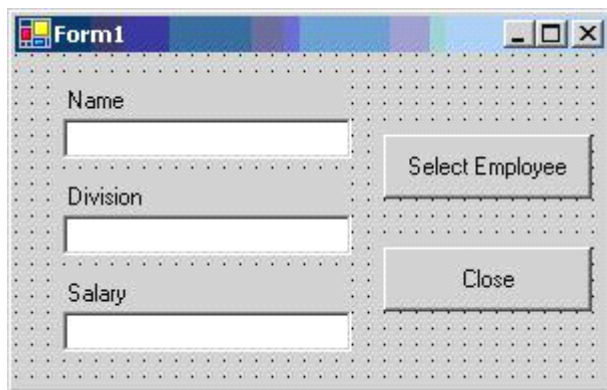 Form1
Name
Select Employee
Division
Salary
Close